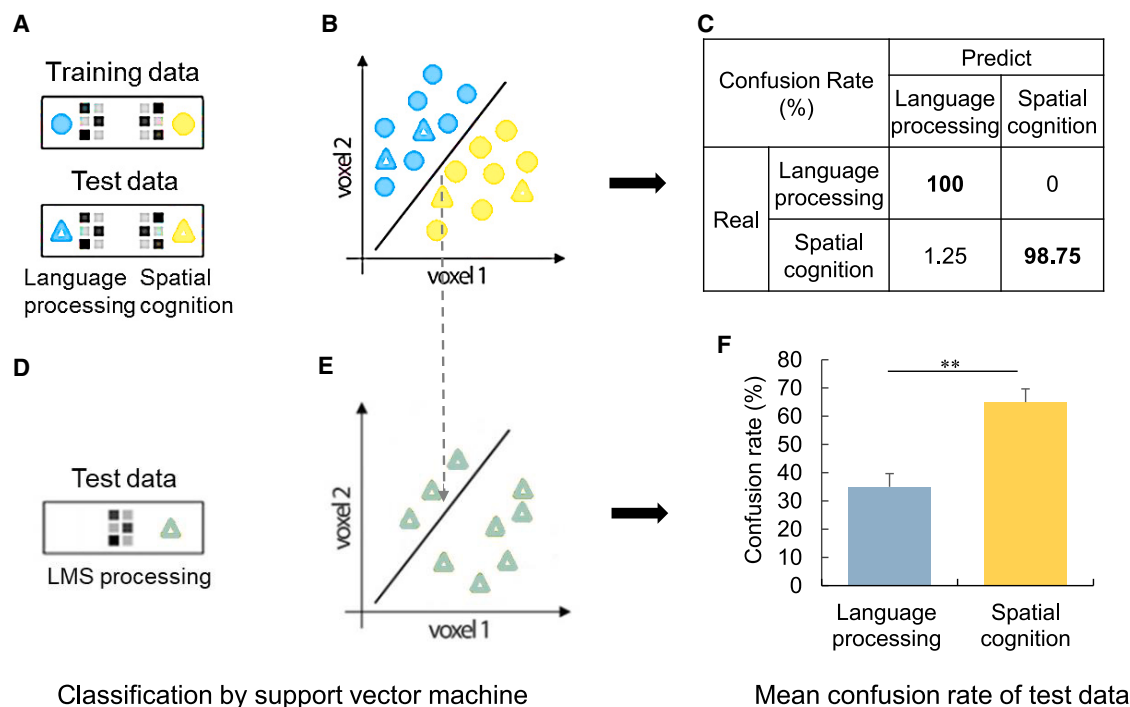 A
Training data
Test data
Language Spatial
processing cognition
B
voxel 2
voxel 1
C
Confusion Rate
(%)
Predict
Language
processing
Spatial
cognition
Real
Language
processing
100
0
Spatial
cognition
1.25
98.75
D
Test data
LMS processing
E
voxel 2
voxel 1
F
Confusion rate (%)
80
70
60
50
40
30
20
10
0
**
Language
processing
Spatial
cognition
Classification by support vector machine
Mean confusion rate of test data